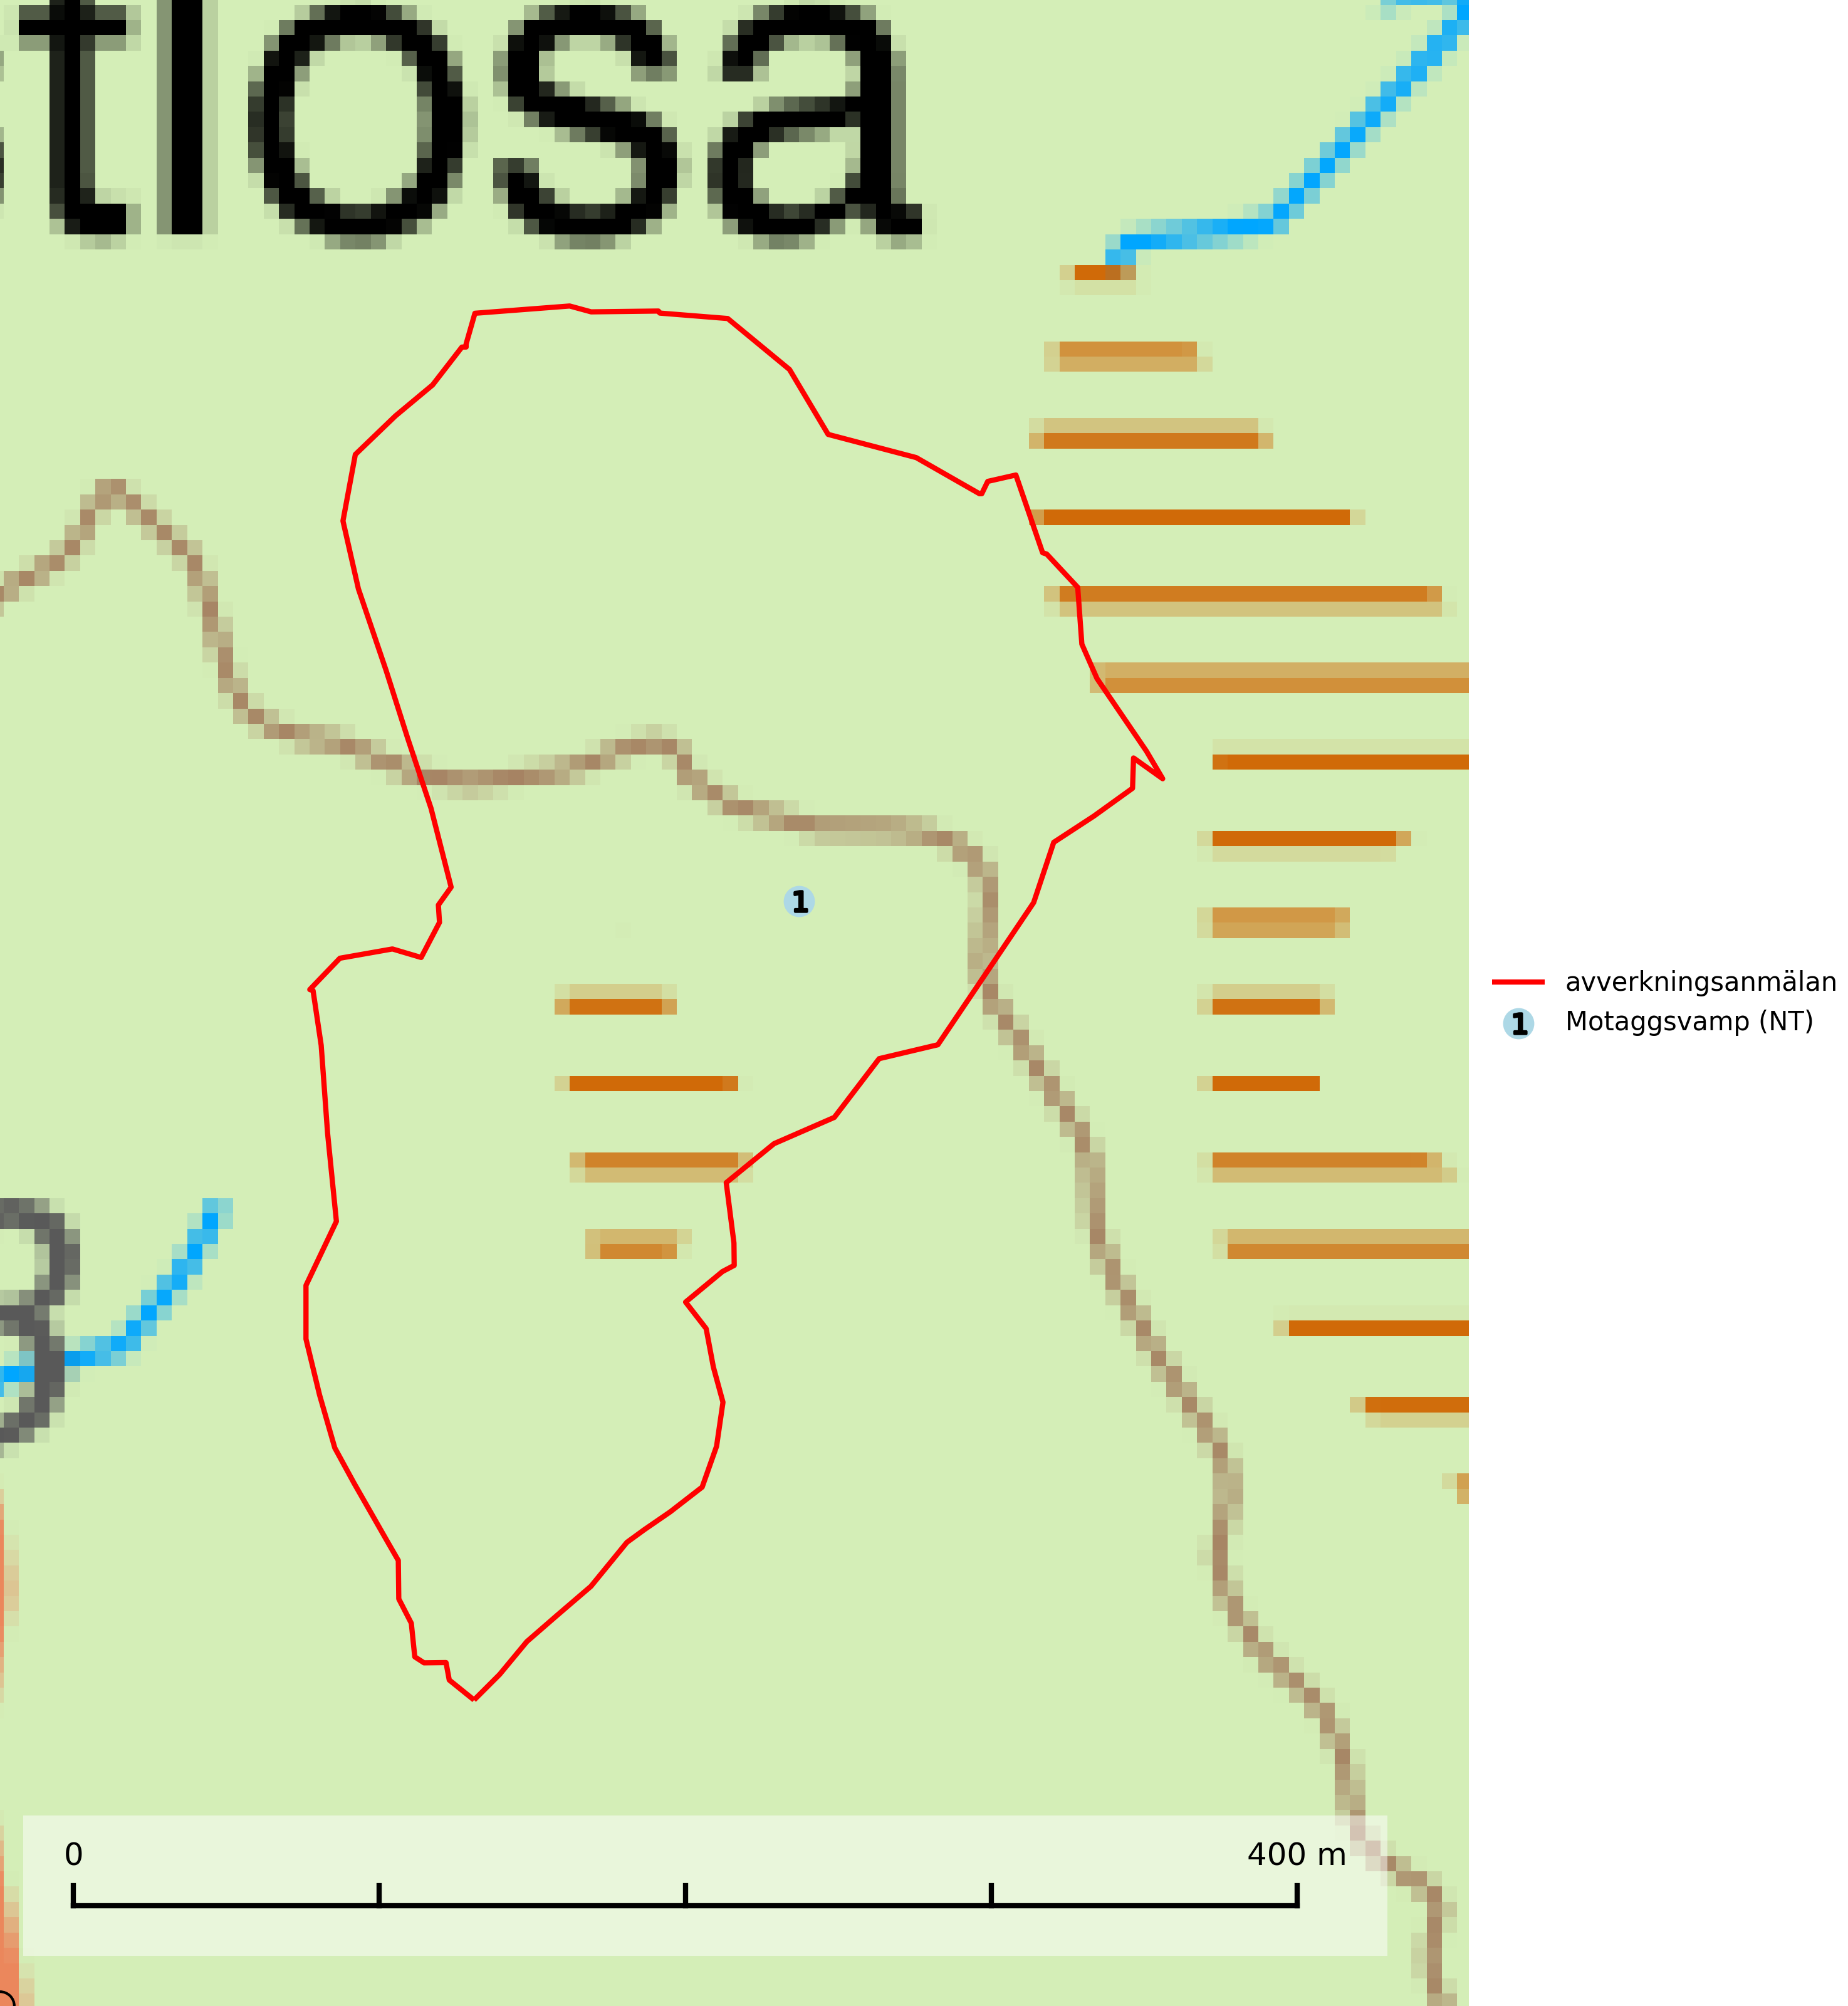 tlosa
1
avverkningsanmälan
1 Motaggsvamp (NT)
0 400 m